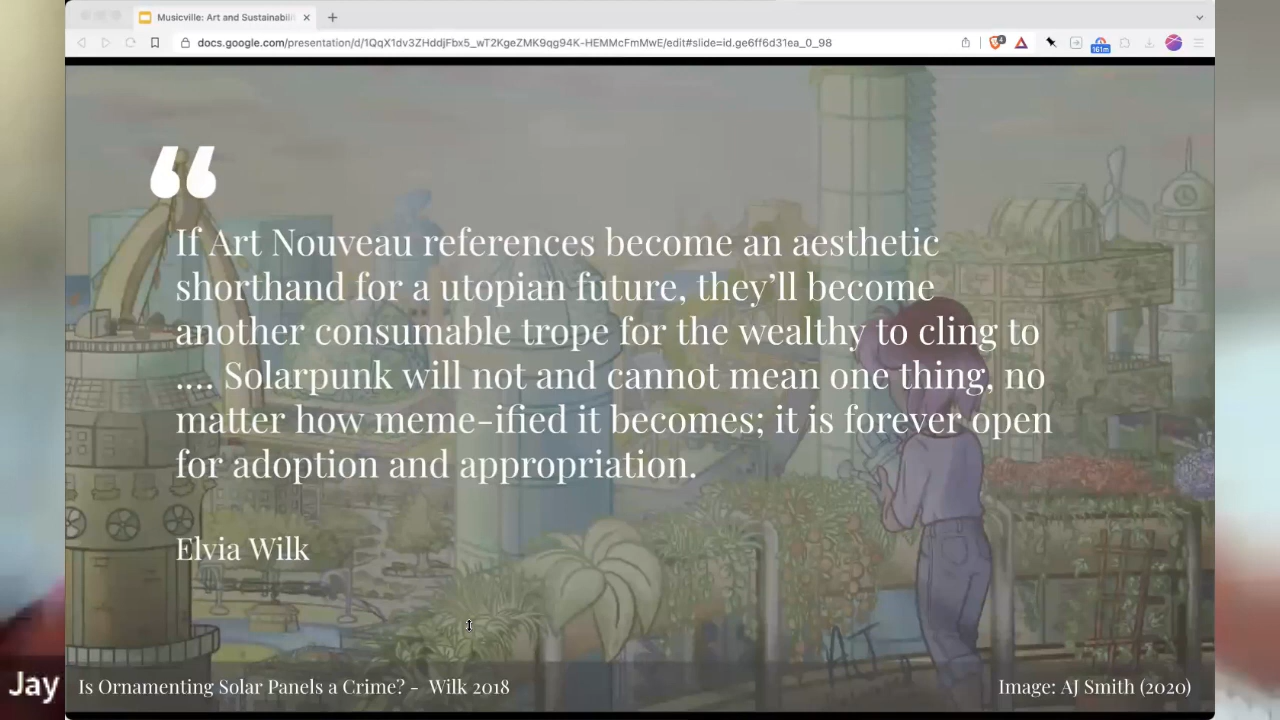 Musicville: Art and Sustainabili
docs.google.com/presentation/d/1QqX1dv3ZHddjFbx5_wT2KgeZMK9qg94K-HEMMcFmMwE/edit#slide=id.ge6ff6d31ea_0_98
4
161m
“
If Art Nouveau references become an aesthetic
shorthand for a utopian future, they’ll become
another consumable trope for the wealthy to cling to
.... Solarpunk will not and cannot mean one thing, no
matter how meme-ified it becomes; it is forever open
for adoption and appropriation.
Elvia Wilk
Jay
Is Ornamenting Solar Panels a Crime? - Wilk 2018
Image: AJ Smith (2020)